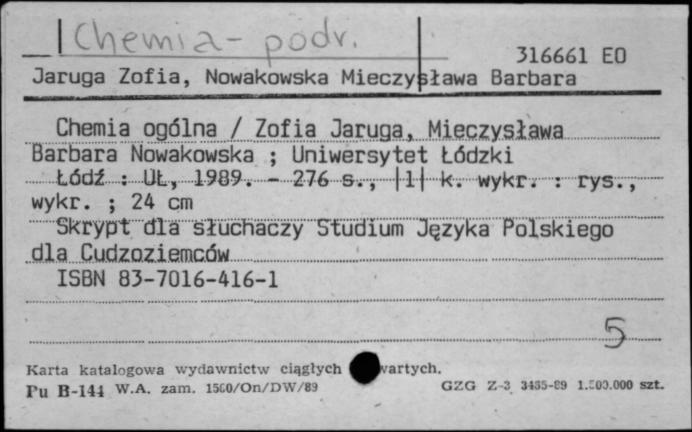 Chemia - podr.
316661 EO
Jaruga Zofia, Nowakowska Mieczysława Barbara
Chemia ogólna / Zofia Jaruga, Mieczysława
Barbara Nowakowska ; Uniwersytet Łódzki
Łódź : UŁ, 1989. - 276 s., |1| k. wykr. : rys.,
wykr. ; 24 cm
Skrypt dla słuchaczy Studium Języka Polskiego
dla Cudzoziemców
ISBN 83-7016-416-1
5
Karta katalogowa wydawnictw ciągłych wartych.
Pu B-144 W.A. zam. 1560/On/DW/89 GZG Z-3 3435-89 1.500.000 szt.